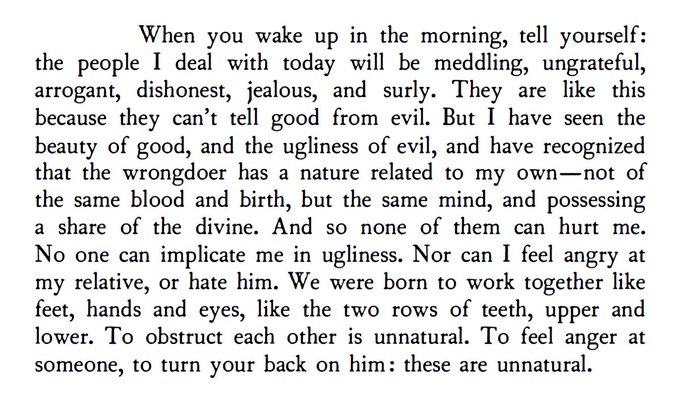 When you wake up in the morning, tell yourself:
the people I deal with today will be meddling, ungrateful,
arrogant, dishonest, jealous, and surly. They are like this
because they can’t tell good from evil. But I have seen the
beauty of good, and the ugliness of evil, and have recognized
that the wrongdoer has a nature related to my own—not of
the same blood and birth, but the same mind, and possessing
a share of the divine. And so none of them can hurt me.
No one can implicate me in ugliness. Nor can I feel angry at
my relative, or hate him. We were born to work together like
feet, hands and eyes, like the two rows of teeth, upper and
lower. To obstruct each other is unnatural. To feel anger at
someone, to turn your back on him: these are unnatural.